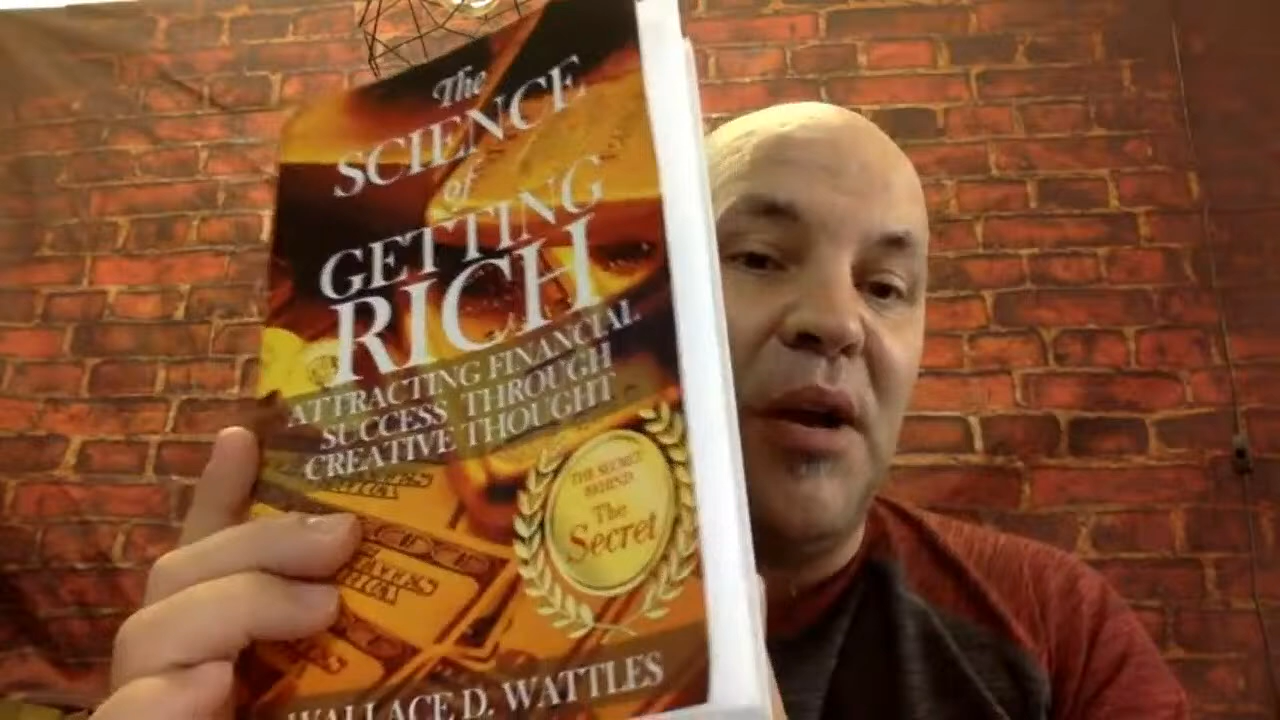 The
SCIENCE
of
GETTING
RICH
ATTRACTING FINANCIAL
SUCCESS THROUGH
CREATIVE THOUGHT
THE SECRET
BEHIND
The
Secret
WALLACE D. WATTLES